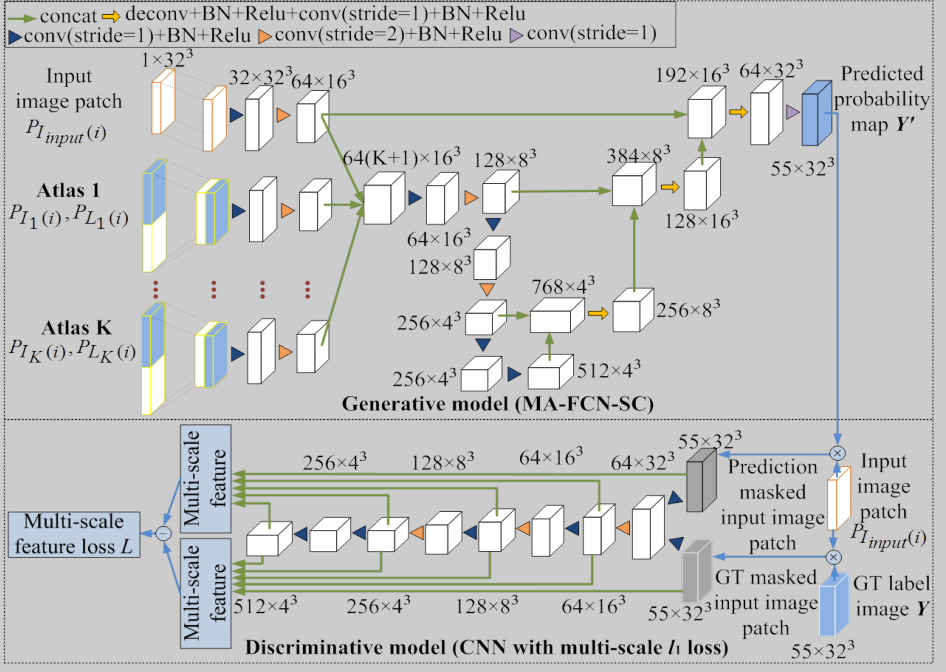 concat deconv+BN+Relu+conv(stride=1)+BN+Relu
conv(stride=1)+BN+Relu conv(stride=2)+BN+Relu conv(stride=1)
1×32³
Input
image patch
P_{I_{input}}(i)
32×32³
64×16³
192×16³
64×32³
Predicted
probability
map Y′
55×32³
64(K+1)×16³
128×8³
384×8³
128×16³
Atlas 1
P_{I_1}(i), P_{L_1}(i)
64×16³
128×8³
768×4³
256×4³
256×8³
Atlas K
P_{I_K}(i), P_{L_K}(i)
256×4³
512×4³
Generative model (MA-FCN-SC)
Multi-scale
feature
256×4³
128×8³
64×16³
64×32³
55×32³
Prediction
masked
input image
patch
Input
image
patch
P_{I_{input}}(i)
Multi-scale
feature loss L
−
×
×
Multi-scale
feature
512×4³
256×4³
128×8³
64×16³
55×32³
GT masked
input image
patch
GT label
image Y
55×32³
Discriminative model (CNN with multi-scale l₁ loss)